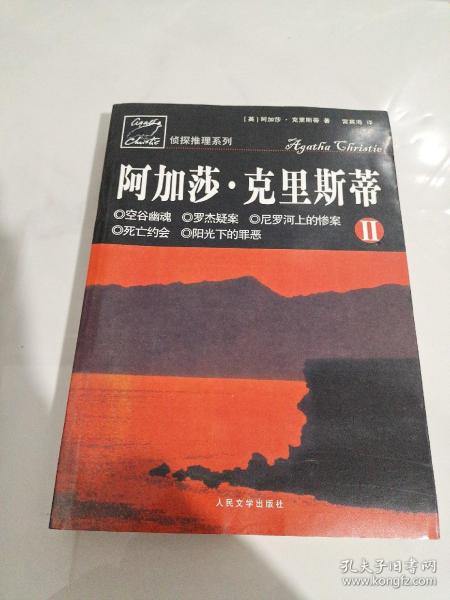 [英]阿加莎·克里斯蒂 著
Agatha
Christie
侦探推理系列
Agatha Christie
阿加莎·克里斯蒂
◎空谷幽魂 ◎罗杰疑案 ◎尼罗河上的惨案
◎死亡约会 ◎阳光下的罪恶
II
人民文学出版社
孔夫子旧书网
www.kongfz.com